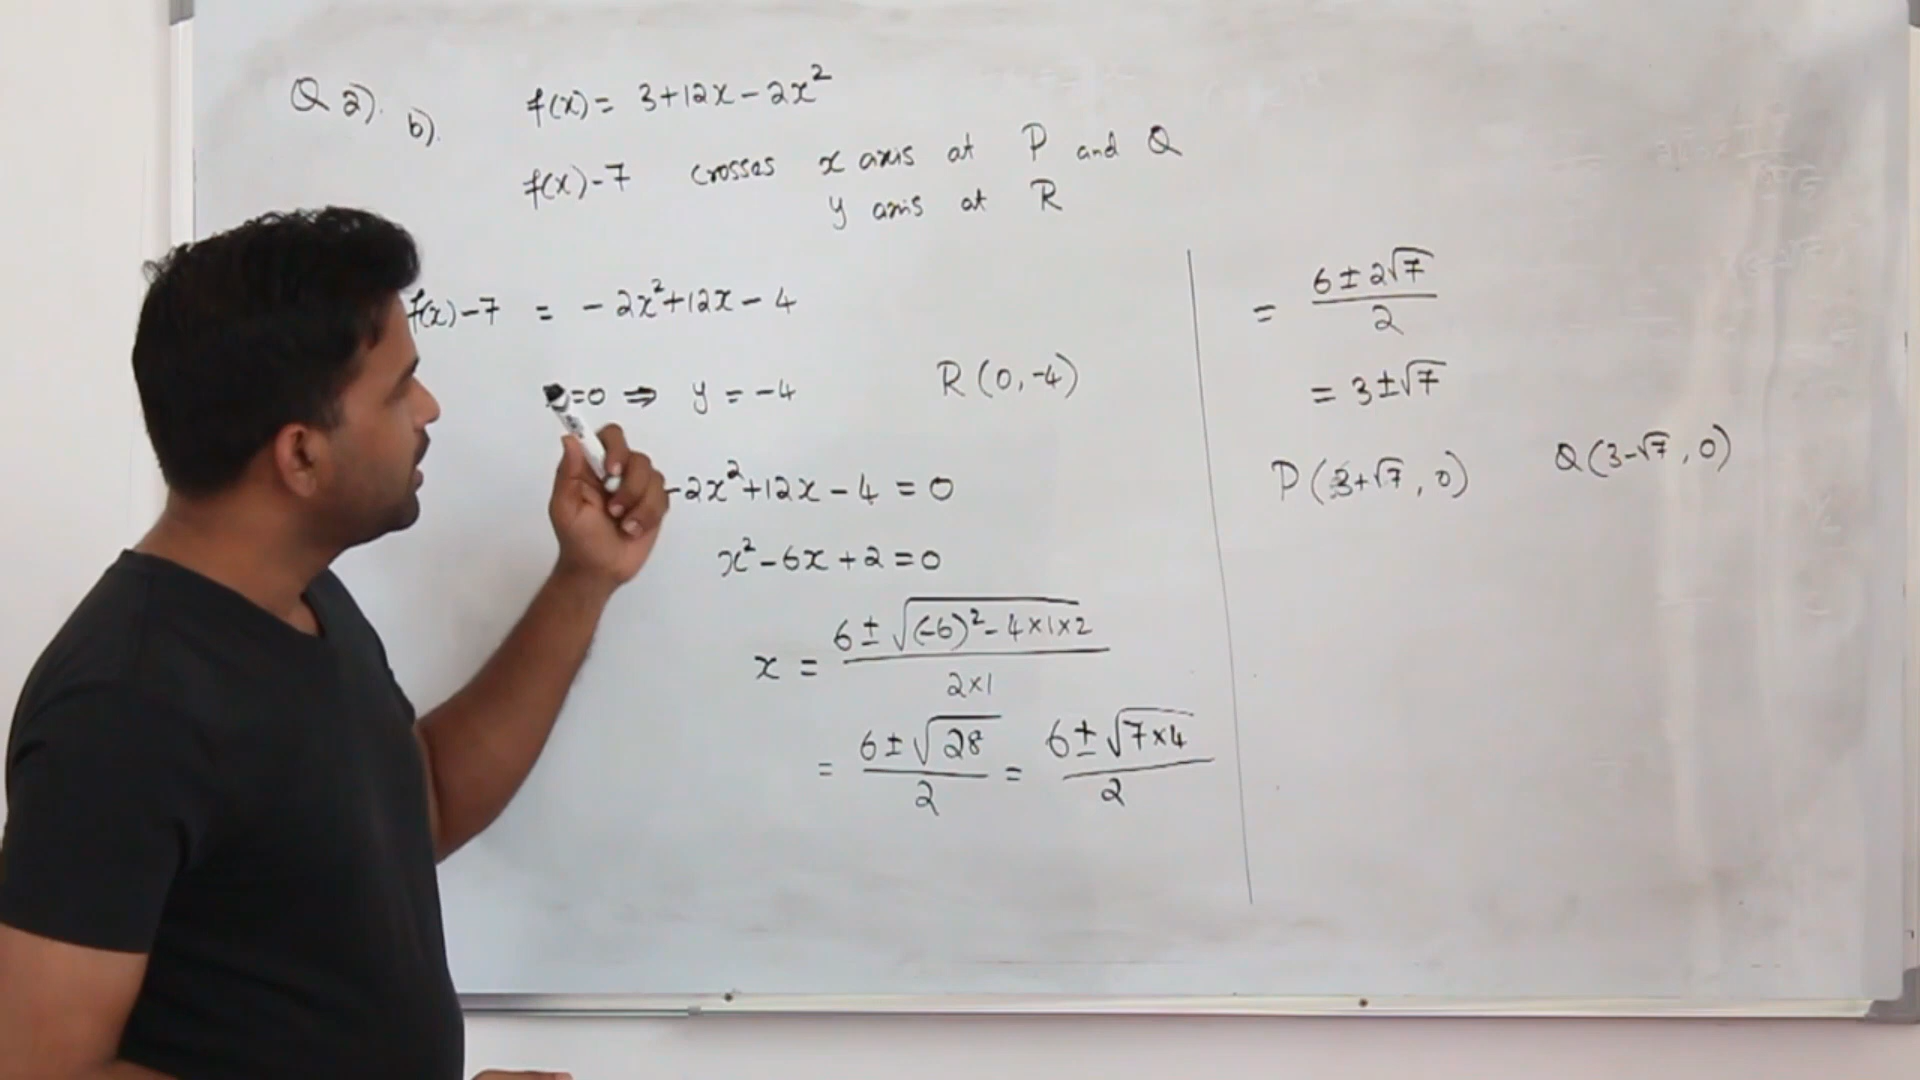 Q 2). b). f(x) = 3+12x-2x²
f(x)-7 crosses x axis at P and Q
y axis at R
f(x)-7 = -2x²+12x-4
=0 ⇒ y = -4 R(0,-4)
-2x²+12x-4 = 0
x²-6x+2=0
x = (6±√((-6)²-4×1×2))/(2×1)
= (6±√28)/2 = (6±√(7×4))/2
= (6±2√7)/2
= 3±√7
P(3+√7, 0) Q(3-√7, 0)